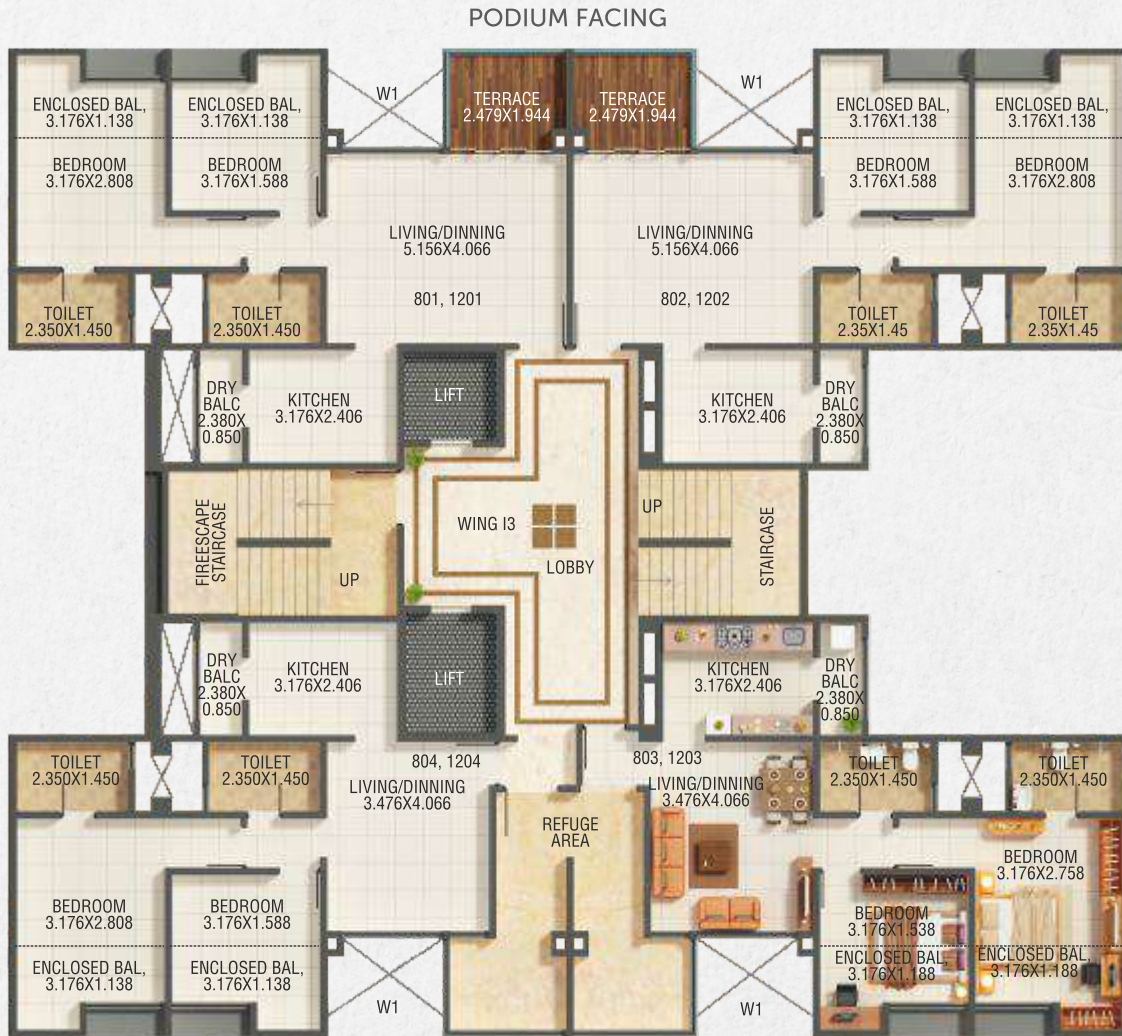 PODIUM FACING
ENCLOSED BAL,
3.176X1.138
BEDROOM
3.176X2.808
ENCLOSED BAL,
3.176X1.138
BEDROOM
3.176X1.588
W1
TERRACE
2.479X1.944
TERRACE
2.479X1.944
W1
ENCLOSED BAL,
3.176X1.138
BEDROOM
3.176X1.588
ENCLOSED BAL,
3.176X1.138
BEDROOM
3.176X2.808
LIVING/DINNING
5.156X4.066
801, 1201
LIVING/DINNING
5.156X4.066
802, 1202
TOILET
2.350X1.450
TOILET
2.350X1.450
TOILET
2.35X1.45
TOILET
2.35X1.45
DRY
BALC
2.380X
0.850
KITCHEN
3.176X2.406
LIFT
KITCHEN
3.176X2.406
DRY
BALC
2.380X
0.850
FIREESCAPE
STAIRCASE
UP
WING I3
LOBBY
UP
STAIRCASE
DRY
BALC
2.380X
0.850
KITCHEN
3.176X2.406
LIFT
KITCHEN
3.176X2.406
DRY
BALC
2.380X
0.850
TOILET
2.350X1.450
TOILET
2.350X1.450
804, 1204
LIVING/DINNING
3.476X4.066
803, 1203
LIVING/DINNING
3.476X4.066
TOILET
2.350X1.450
TOILET
2.350X1.450
REFUGE
AREA
BEDROOM
3.176X2.808
ENCLOSED BAL,
3.176X1.138
BEDROOM
3.176X1.588
ENCLOSED BAL,
3.176X1.138
W1
W1
BEDROOM
3.176X1.538
ENCLOSED BAL,
3.176X1.188
BEDROOM
3.176X2.758
ENCLOSED BAL,
3.176X1.188